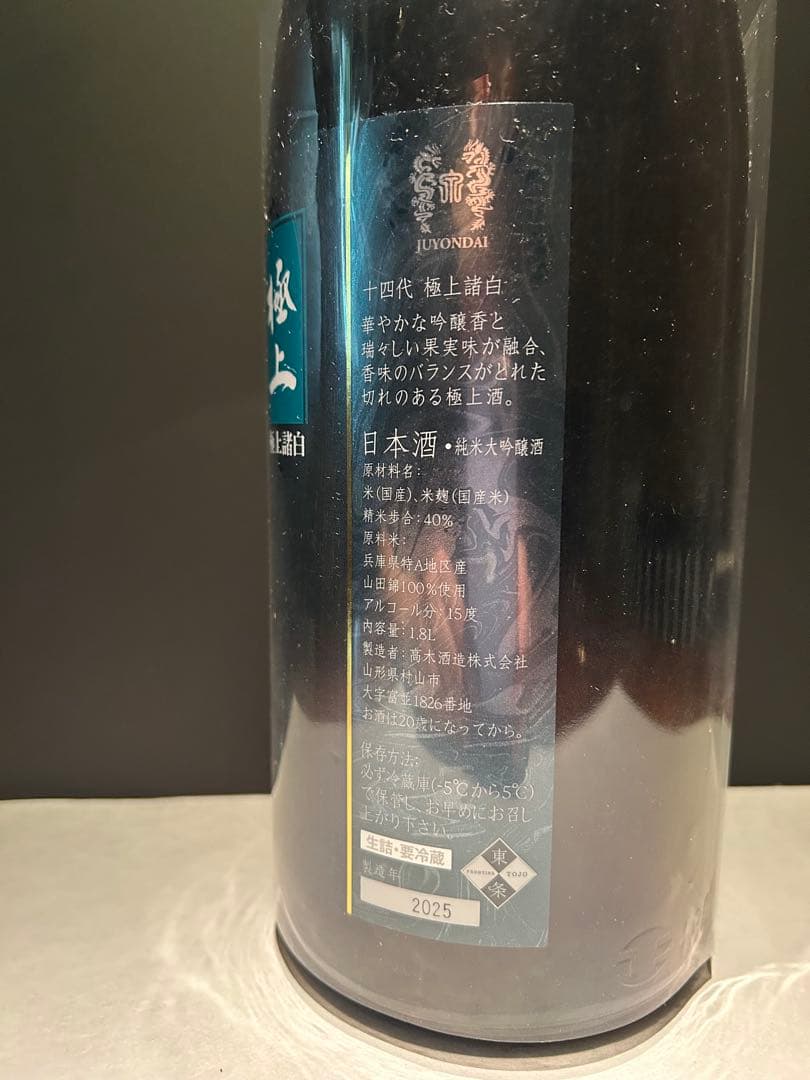 極上
極上諸白
JUYONDAI
十四代 極上諸白
華やかな吟醸香と
瑞々しい果実味が融合、
香味のバランスがとれた
切れのある極上酒。
日本酒・純米大吟醸酒
原材料名:
米(国産)、米麹(国産米)
精米歩合:40%
原料米:
兵庫県特A地区産
山田錦100%使用
アルコール分:15度
内容量:1.8L
製造者:高木酒造株式会社
山形県村山市
大字富並1826番地
お酒は20歳になってから。
保存方法:
必ず冷蔵庫(-5℃から5℃)
で保管し、お早めにお召し
上がり下さい。
生詰・要冷蔵
東条
FRONTIER TOJO
製造年
2025